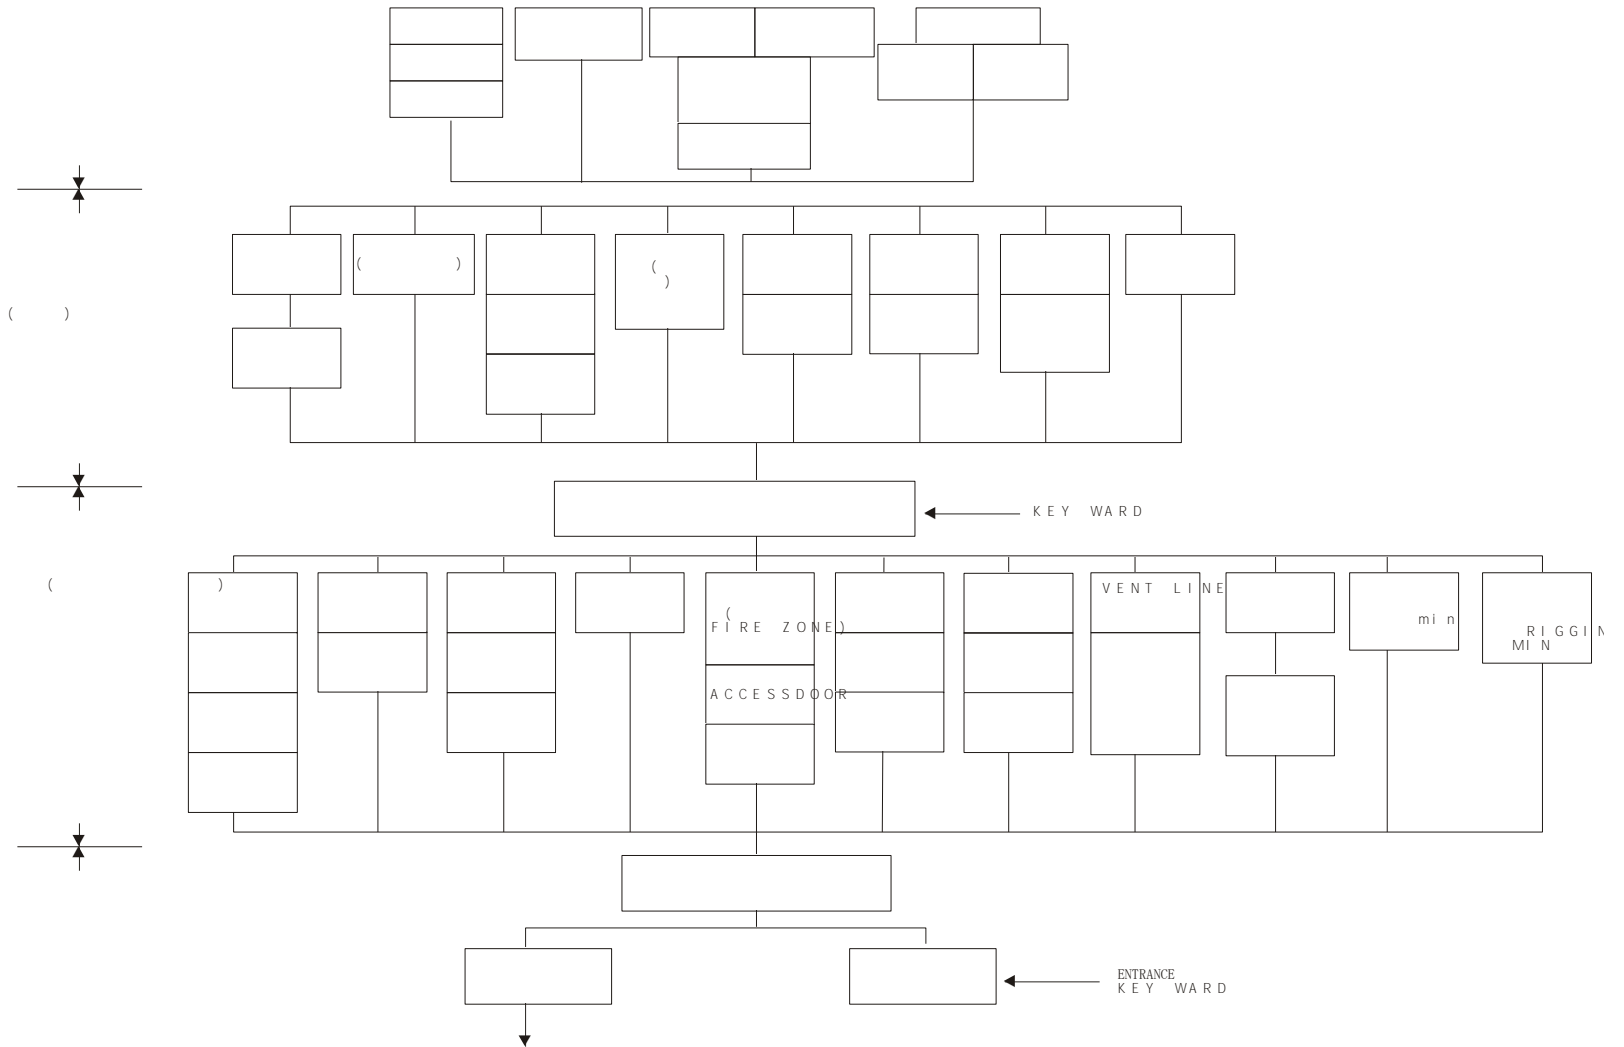 ( )
(
)
( )
KEY WARD
( )
(
FIRE ZONE)
ACCESSDOOR
VENT LINE
min
RIGGIN
MIN
ENTRANCE
KEY WARD